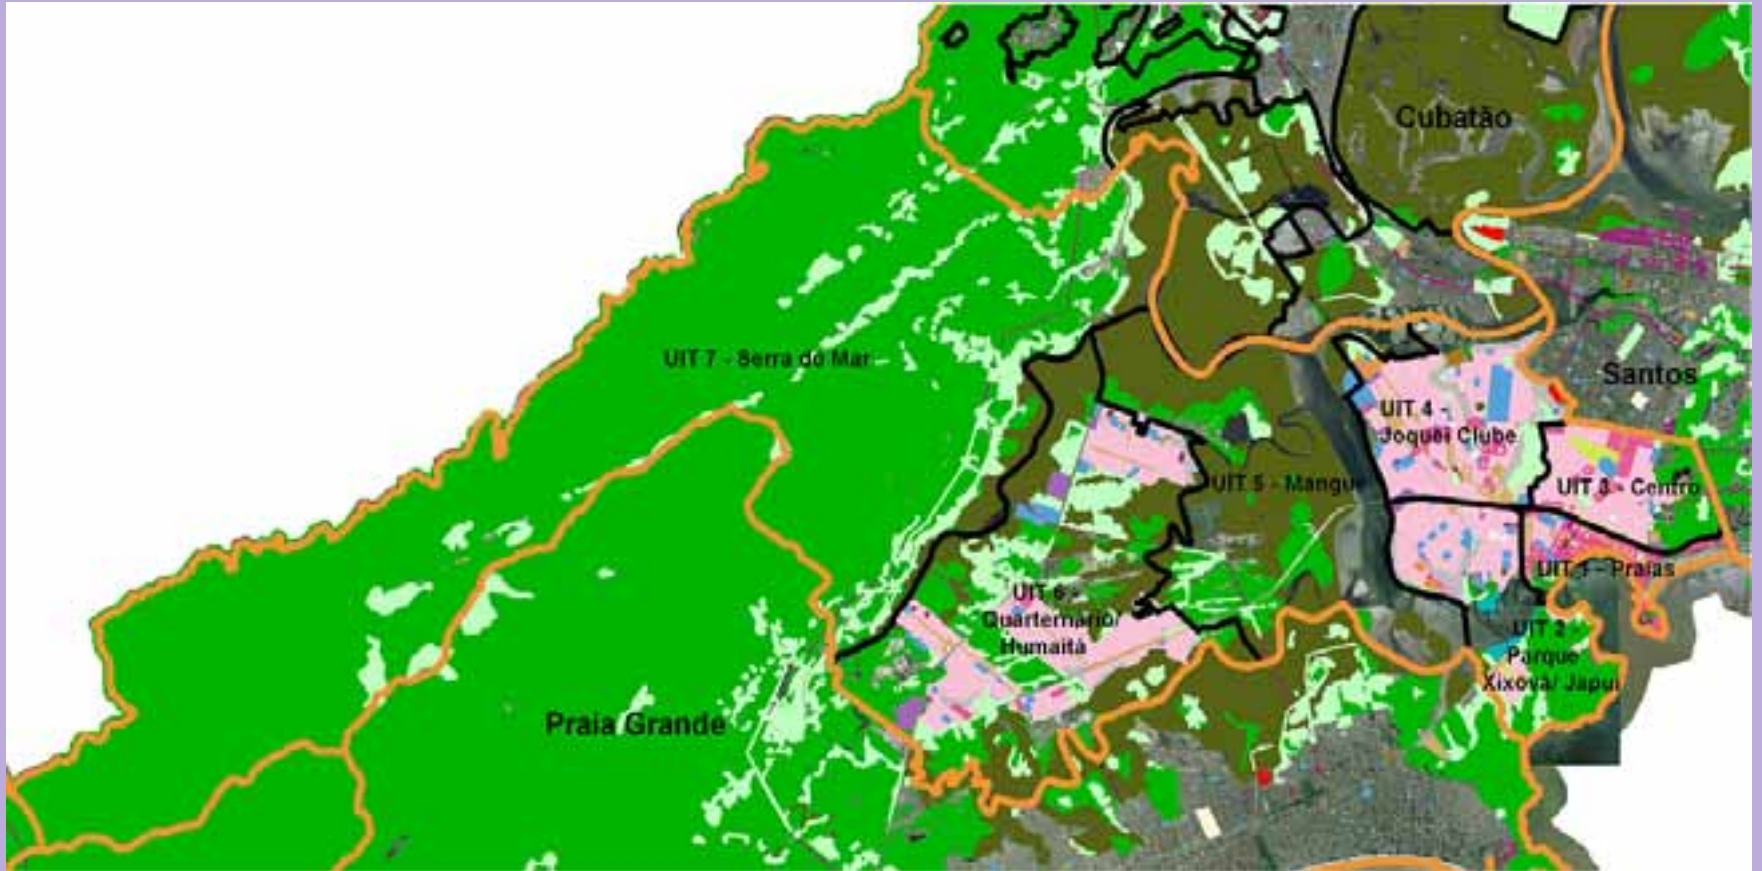 Cubatão
UIT 7 - Serra do Mar
Santos
UIT 4 -
Joquei Clube
UIT 5 - Mangue
UIT 3 - Centro
UIT 1 - Praias
UIT 6 -
Quarternário/
Humaitá
UIT 2 -
Parque
Xixova/ Japuí
Praia Grande